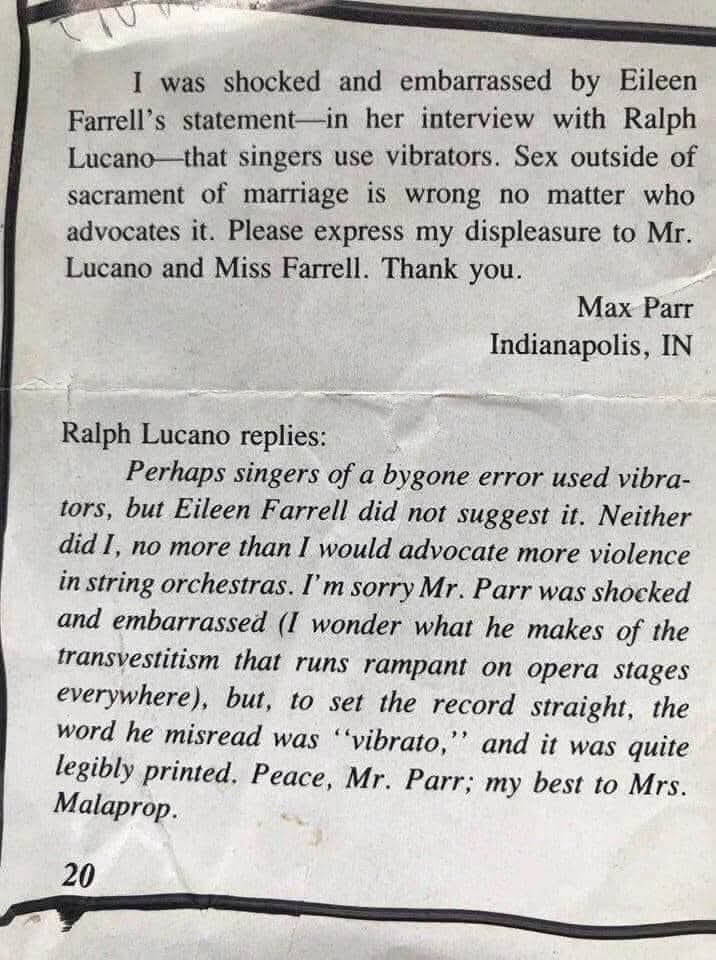 I was shocked and embarrassed by Eileen
Farrell's statement—in her interview with Ralph
Lucano—that singers use vibrators. Sex outside of
sacrament of marriage is wrong no matter who
advocates it. Please express my displeasure to Mr.
Lucano and Miss Farrell. Thank you.
Max Parr
Indianapolis, IN
Ralph Lucano replies:
Perhaps singers of a bygone error used vibra-
tors, but Eileen Farrell did not suggest it. Neither
did I, no more than I would advocate more violence
in string orchestras. I'm sorry Mr. Parr was shocked
and embarrassed (I wonder what he makes of the
transvestitism that runs rampant on opera stages
everywhere), but, to set the record straight, the
word he misread was "vibrato," and it was quite
legibly printed. Peace, Mr. Parr; my best to Mrs.
Malaprop.
20